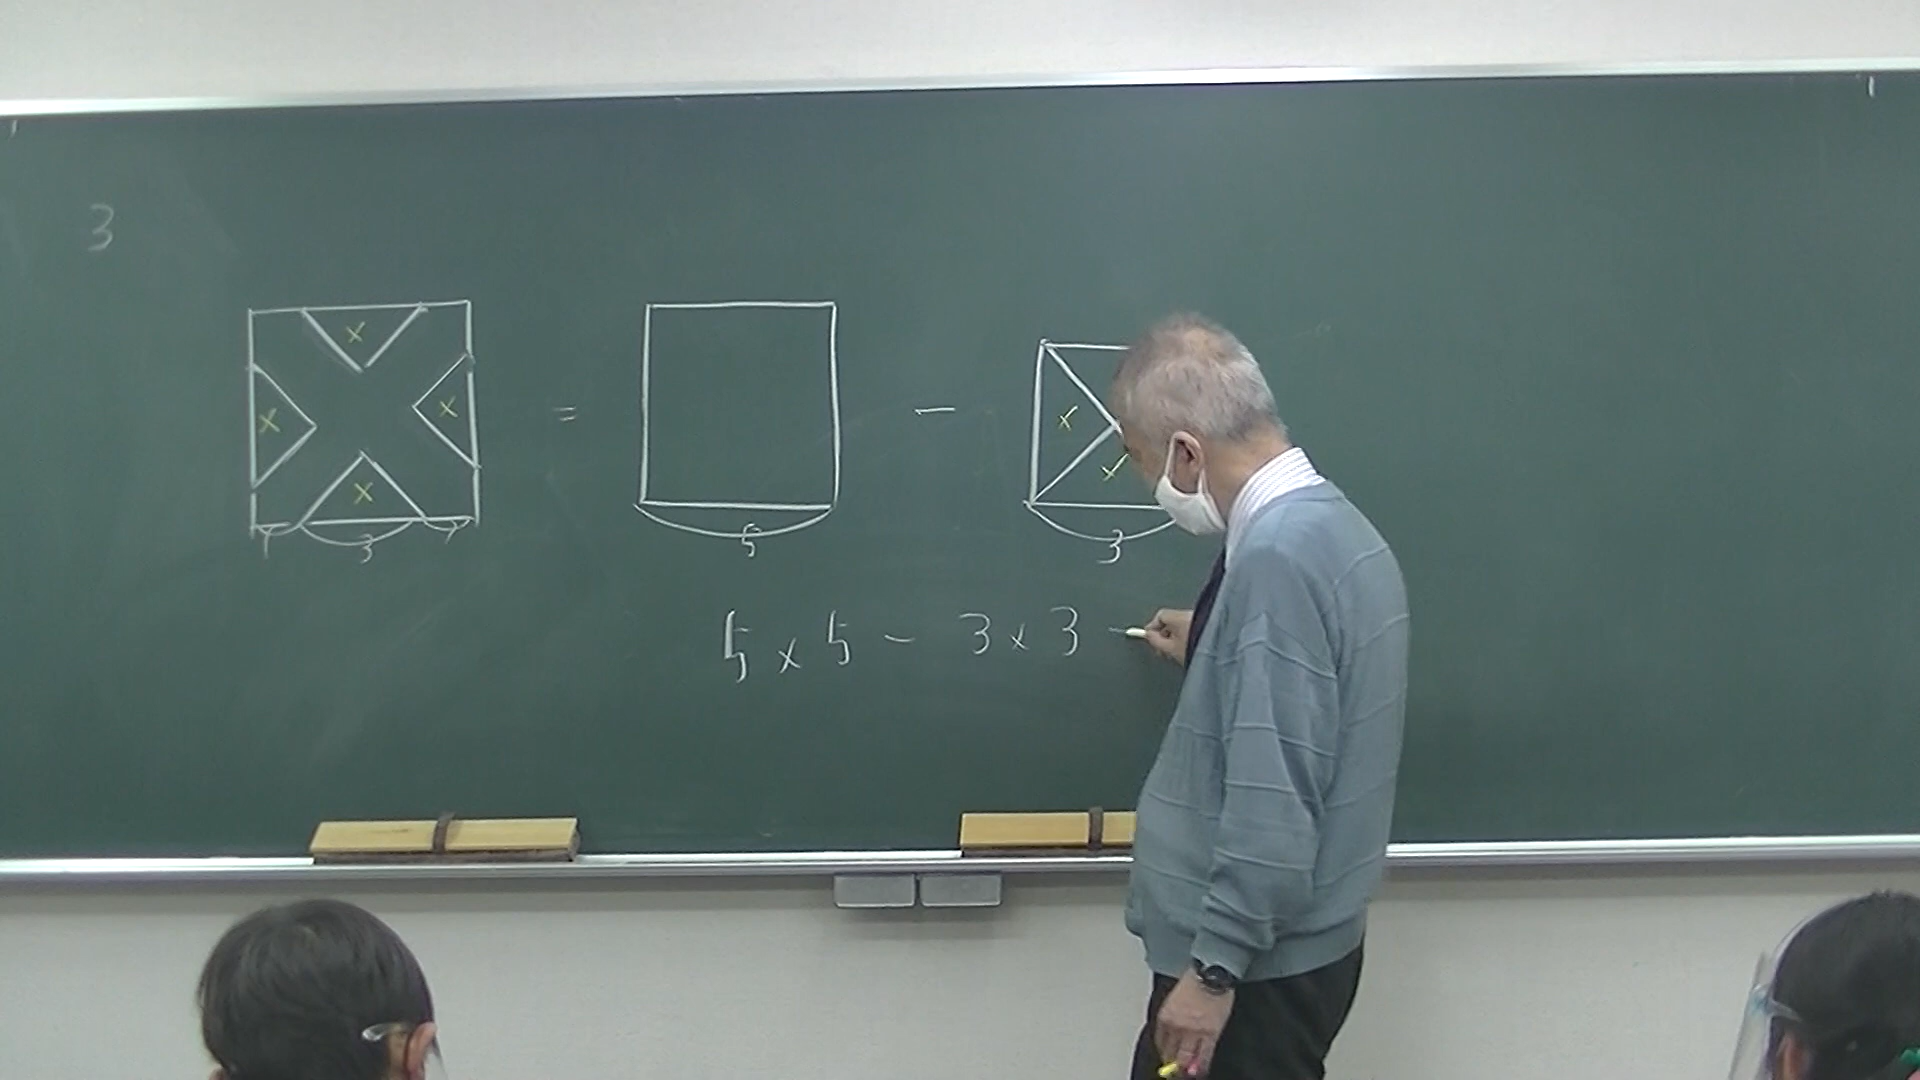 3
× × × ×
= −
1 3 1 5 3
5 × 5 − 3 × 3 −